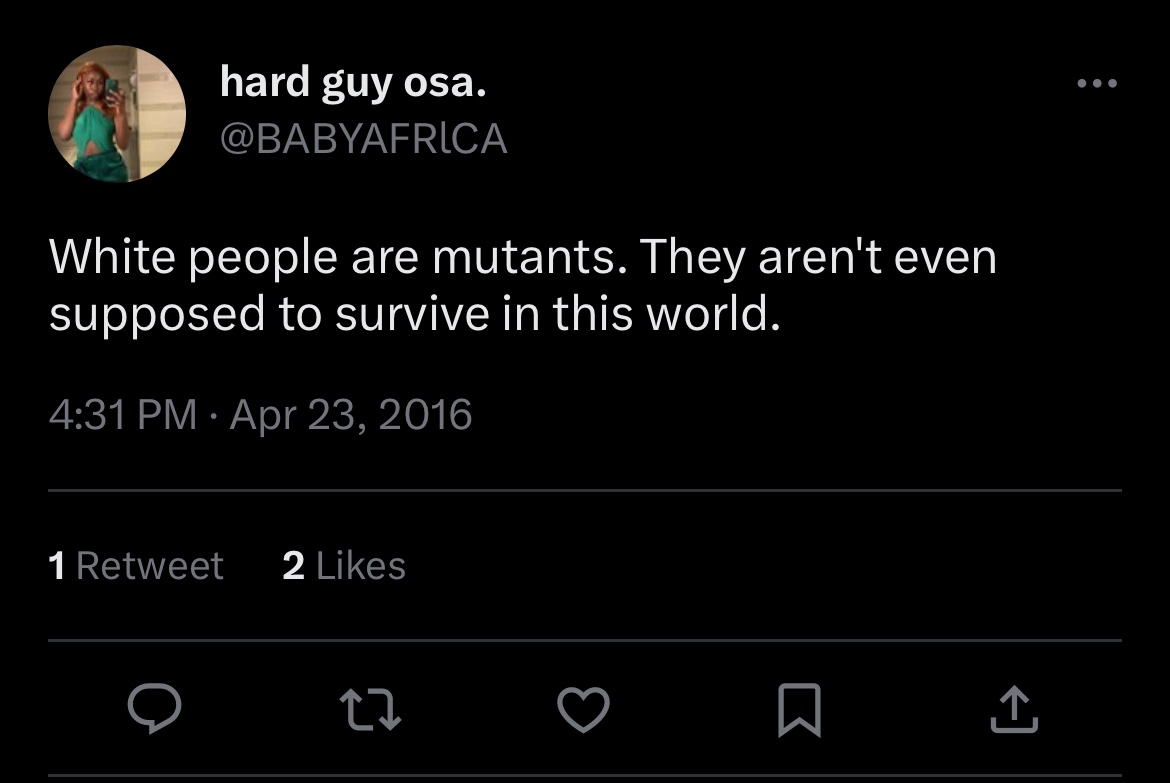 hard guy osa.
@BABYAFRlCA
White people are mutants. They aren't even
supposed to survive in this world.
4:31 PM · Apr 23, 2016
1 Retweet 2 Likes